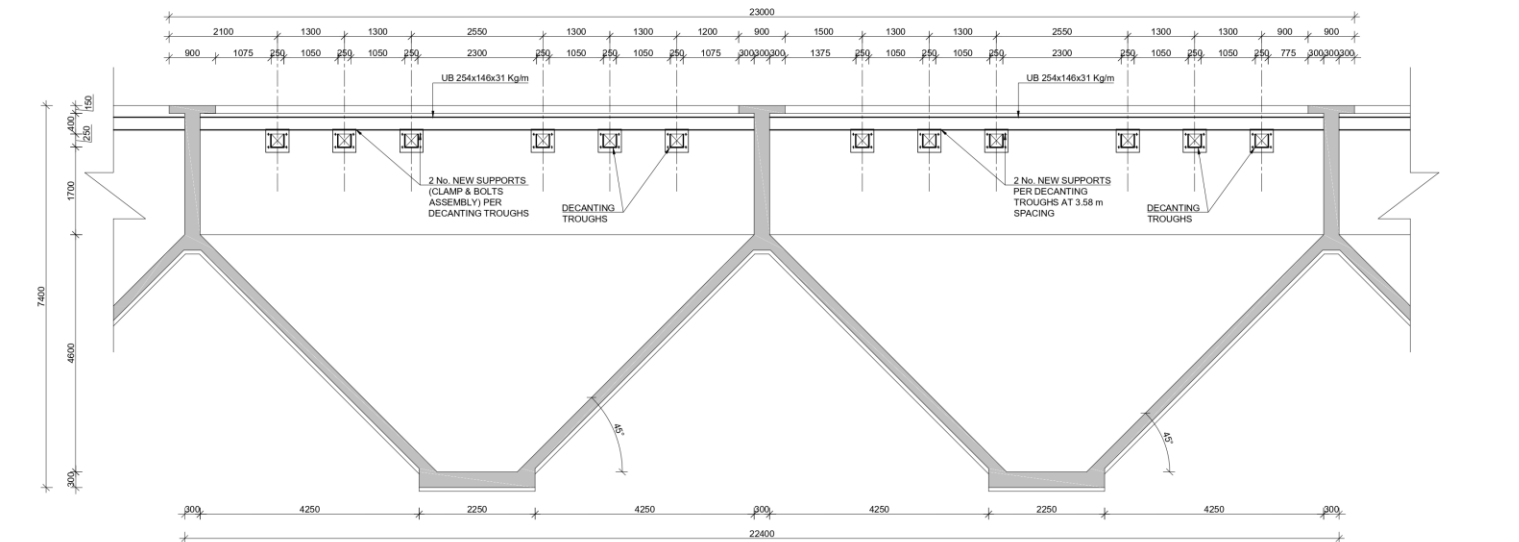 23000
2100 1300 1300 2550 1300 1300 1200 900 1500 1300 1300 2550 1300 1300 900 900
900 1075 250 1050 250 1050 250 2300 250 1050 250 1050 250 1075 300 300 300 1375 250 1050 250 1050 250 2300 250 1050 250 1050 250 775 300 300 300
UB 254x146x31 Kg/m
UB 254x146x31 Kg/m
150
400
250
1700
7400
4600
300
2 No. NEW SUPPORTS
(CLAMP & BOLTS
ASSEMBLY) PER
DECANTING TROUGHS
DECANTING
TROUGHS
2 No. NEW SUPPORTS
PER DECANTING
TROUGHS AT 3.58 m
SPACING
DECANTING
TROUGHS
45°
45°
300 4250 2250 4250 300 4250 2250 4250 300
22400